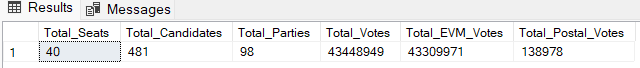 Results Messages
Total_Seats Total_Candidates Total_Parties Total_Votes Total_EVM_Votes Total_Postal_Votes
1 40 481 98 43448949 43309971 138978